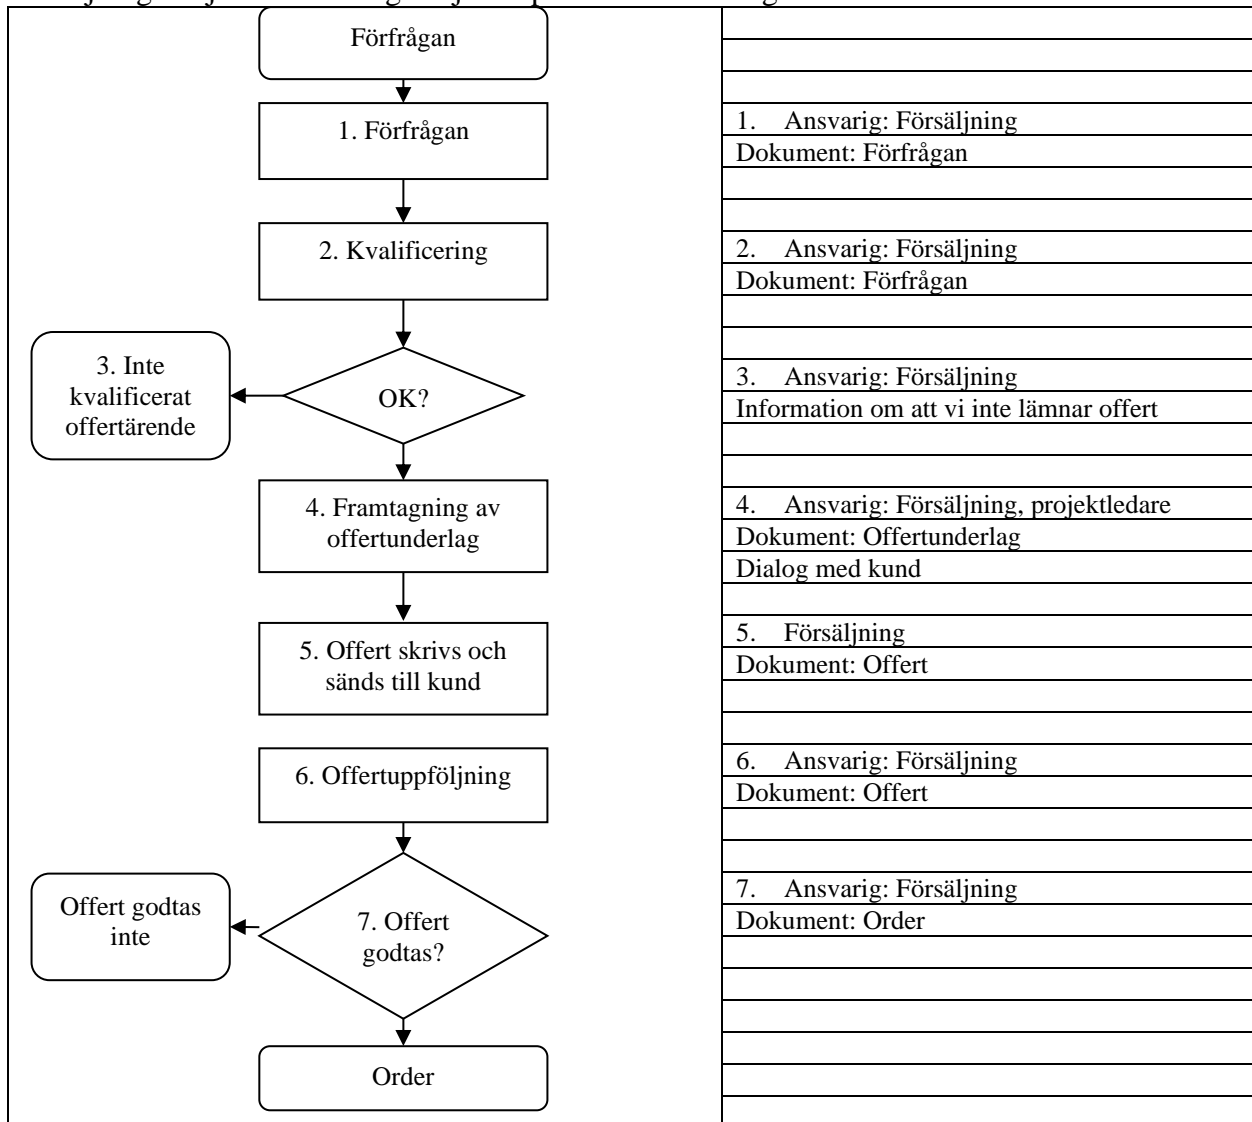 Förfrågan
1. Förfrågan
1. Ansvarig: Försäljning
Dokument: Förfrågan
2. Kvalificering
2. Ansvarig: Försäljning
Dokument: Förfrågan
3. Inte
kvalificerat
offertärende
OK?
3. Ansvarig: Försäljning
Information om att vi inte lämnar offert
4. Framtagning av
offertunderlag
4. Ansvarig: Försäljning, projektledare
Dokument: Offertunderlag
Dialog med kund
5. Offert skrivs och
sänds till kund
5. Försäljning
Dokument: Offert
6. Offertuppföljning
6. Ansvarig: Försäljning
Dokument: Offert
Offert godtas
inte
7. Offert
godtas?
7. Ansvarig: Försäljning
Dokument: Order
Order